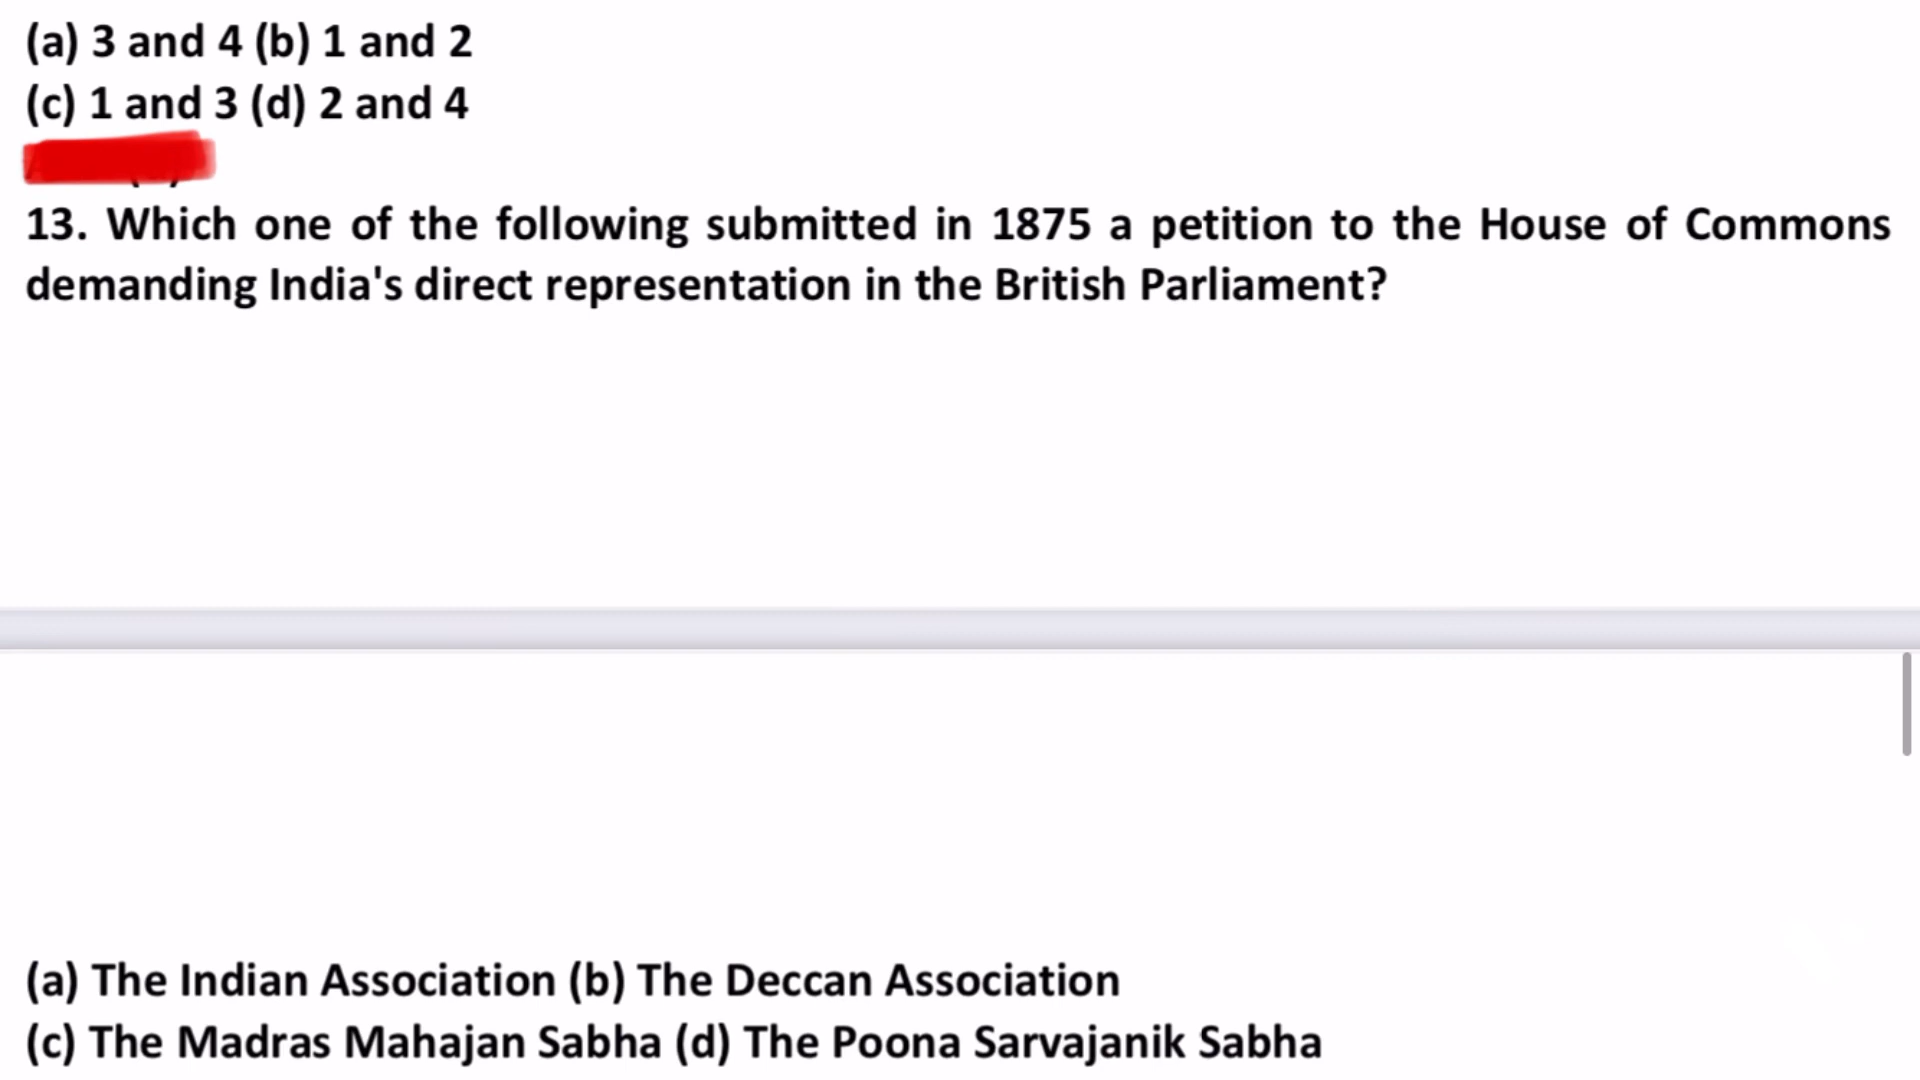 (a) 3 and 4 (b) 1 and 2
(c) 1 and 3 (d) 2 and 4
13. Which one of the following submitted in 1875 a petition to the House of Commons
demanding India's direct representation in the British Parliament?
(a) The Indian Association (b) The Deccan Association
(c) The Madras Mahajan Sabha (d) The Poona Sarvajanik Sabha